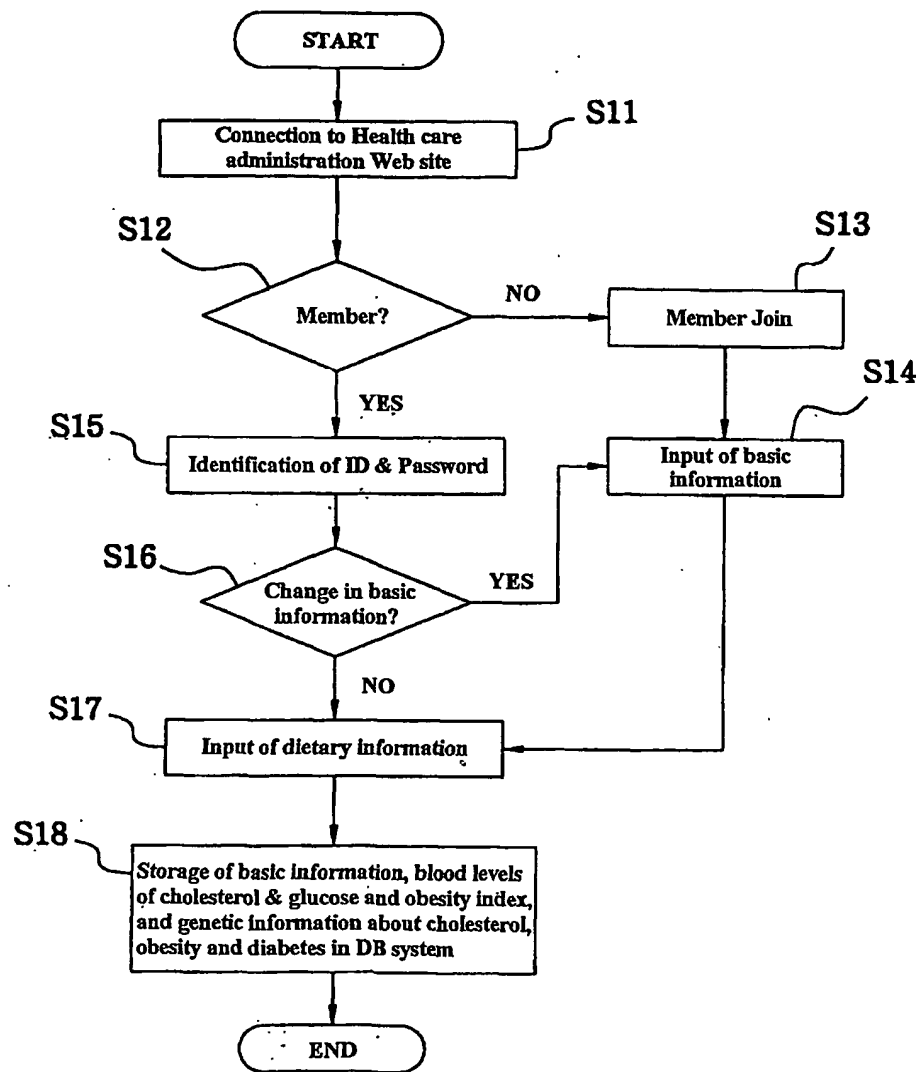 START
S11
Connection to Health care
administration Web site
S12
S13
Member?
NO
Member Join
YES
S14
S15
Identification of ID & Password
Input of basic
information
S16
Change in basic
information?
YES
NO
S17
Input of dietary information
S18
Storage of basic information, blood levels
of cholesterol & glucose and obesity index,
and genetic information about cholesterol,
obesity and diabetes in DB system
END